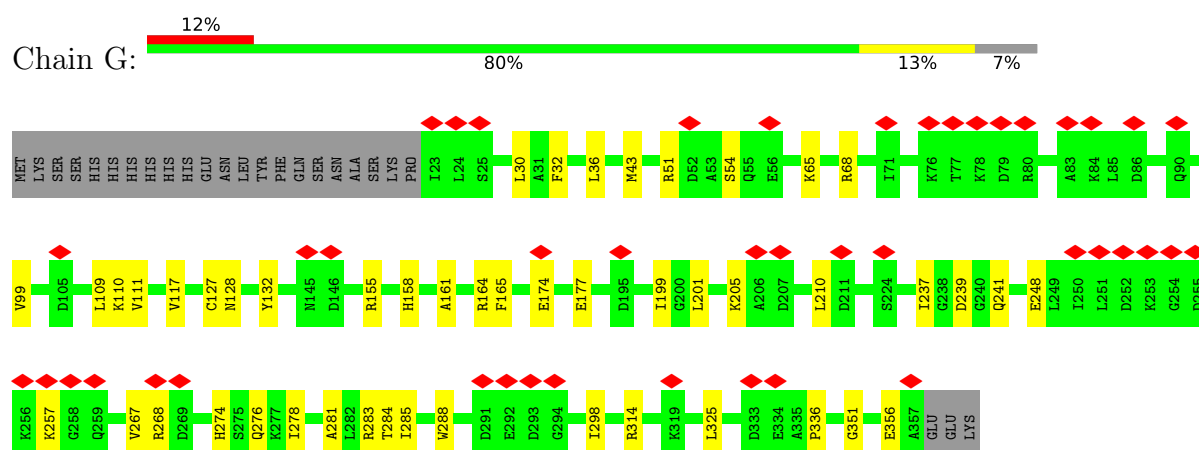 12%
Chain G:
80% 13% 7%
MET LYS SER SER HIS HIS HIS HIS HIS HIS GLU ASN LEU TYR PHE GLN SER ASN ALA SER LYS PRO I23 L24 S25 L30 A31 F32 L36 M43 R51 D52 A53 S54 Q55 E56 K65 R68 I71 K76 T77 K78 D79 R80 A83 K84 L85 D86 Q90
V99 D105 L109 K110 V111 V117 C127 N128 Y132 N145 D146 R155 H158 A161 R164 F165 E174 E177 D195 I199 G200 L201 K205 A206 D207 L210 D211 S224 I237 G238 D239 G240 Q241 E248 L249 I250 L251 D252 K253 G254
K256 K257 G258 Q259 V267 R268 D269 H274 S275 Q276 K277 I278 A281 L282 R283 T284 I285 W288 D291 E292 D293 G294 I298 R314 K319 L325 D333 E334 A335 P336 G351 E356 A357 GLU GLU LYS